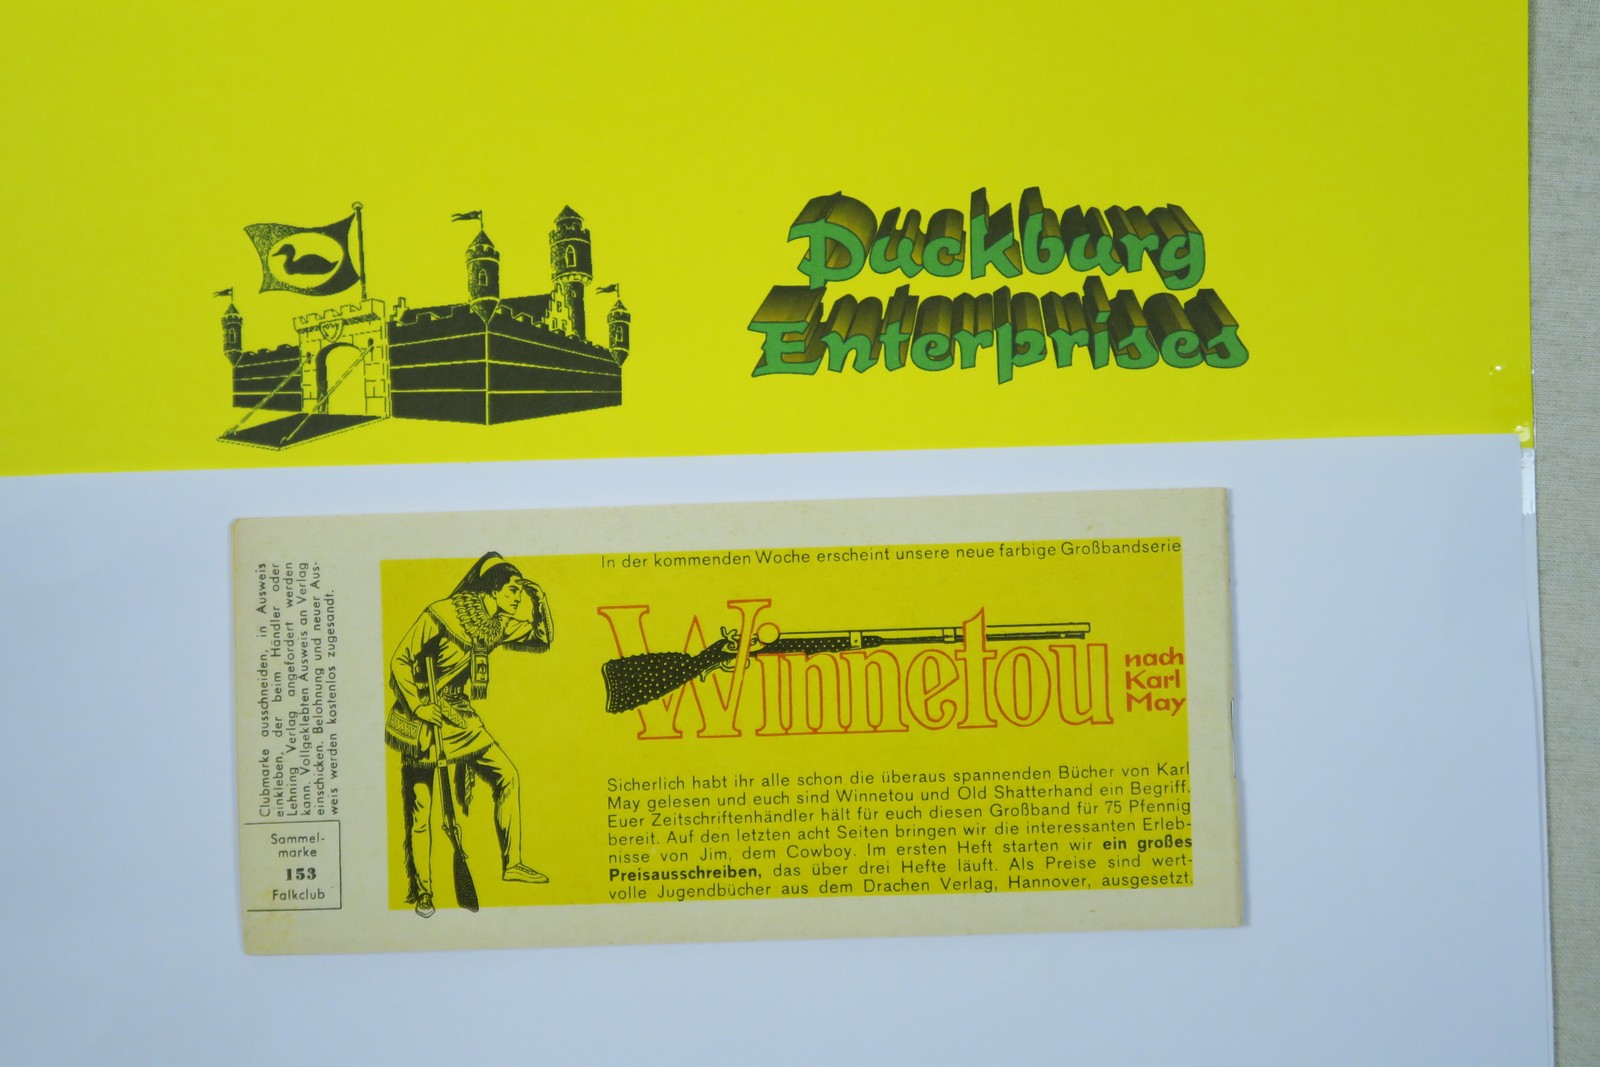 Duckburg
Enterprises
In der kommenden Woche erscheint unsere neue farbige Großbandserie
Winnetou
nach
Karl
May
Sicherlich habt ihr alle schon die überaus spannenden Bücher von Karl
May gelesen und euch sind Winnetou und Old Shatterhand ein Begriff.
Euer Zeitschriftenhändler hält für euch diesen Großband für 75 Pfennig
bereit. Auf den letzten acht Seiten bringen wir die interessanten Erleb-
nisse von Jim, dem Cowboy. Im ersten Heft starten wir ein großes
Preisausschreiben, das über drei Hefte läuft. Als Preise sind wert-
volle Jugendbücher aus dem Drachen Verlag, Hannover, ausgesetzt.
Clubmarke ausschneiden, in Ausweis
einkleben, der beim Händler oder
Lehning Verlag angefordert werden
kann. Vollgeklebten Ausweis an Verlag
einschicken. Belohnung und neuer Aus-
weis werden kostenlos zugesandt.
Sammel-
marke
153
Falkclub